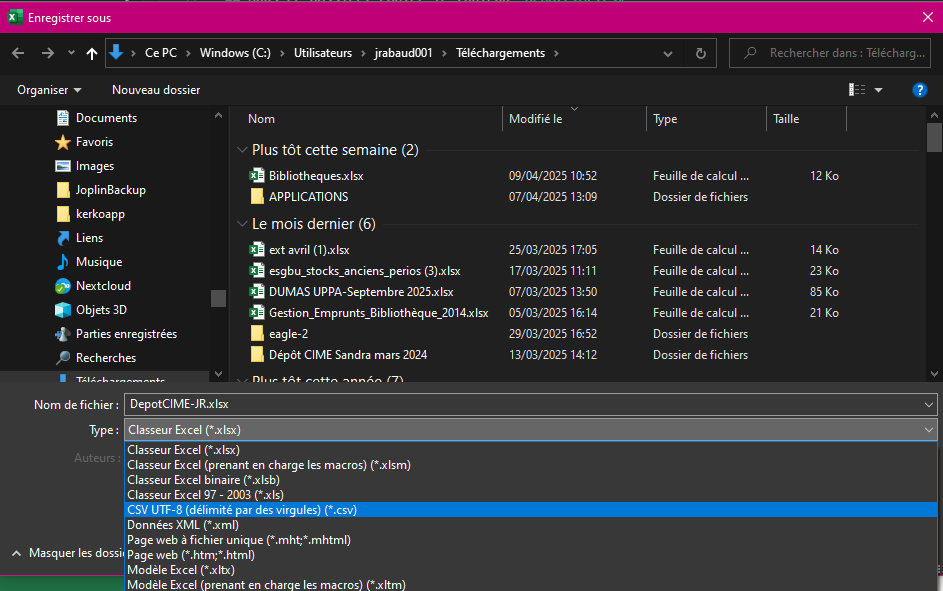 Enregistrer sous
Ce PC > Windows (C:) > Utilisateurs > jrabaud001 > Téléchargements >
Rechercher dans : Télécharg...
Organiser
Nouveau dossier
?
Documents
Favoris
Images
JoplinBackup
kerkoapp
Liens
Musique
Nextcloud
Objets 3D
Parties enregistrées
Recherches
Téléchargements
Nom Modifié le Type Taille
Plus tôt cette semaine (2)
Bibliotheques.xlsx 09/04/2025 10:52 Feuille de calcul ... 12 Ko
APPLICATIONS 07/04/2025 13:09 Dossier de fichiers
Le mois dernier (6)
ext avril (1).xlsx 25/03/2025 17:05 Feuille de calcul ... 14 Ko
esgbu_stocks_anciens_perios (3).xlsx 17/03/2025 11:11 Feuille de calcul ... 23 Ko
DUMAS UPPA-Septembre 2025.xlsx 07/03/2025 13:50 Feuille de calcul ... 85 Ko
Gestion_Emprunts_Bibliothèque_2014.xlsx 05/03/2025 16:14 Feuille de calcul ... 21 Ko
eagle-2 29/03/2025 16:52 Dossier de fichiers
Dépôt CIME Sandra mars 2024 13/03/2025 14:12 Dossier de fichiers
Plus tôt cette année (7)
Nom de fichier : DepotCIME-JR.xlsx
Type : Classeur Excel (*.xlsx)
Auteurs :
Classeur Excel (*.xlsx)
Classeur Excel (prenant en charge les macros) (*.xlsm)
Classeur Excel binaire (*.xlsb)
Classeur Excel 97 - 2003 (*.xls)
CSV UTF-8 (délimité par des virgules) (*.csv)
Données XML (*.xml)
Page web à fichier unique (*.mht;*.mhtml)
Page web (*.htm;*.html)
Modèle Excel (*.xltx)
Modèle Excel (prenant en charge les macros) (*.xltm)
Masquer les dossie